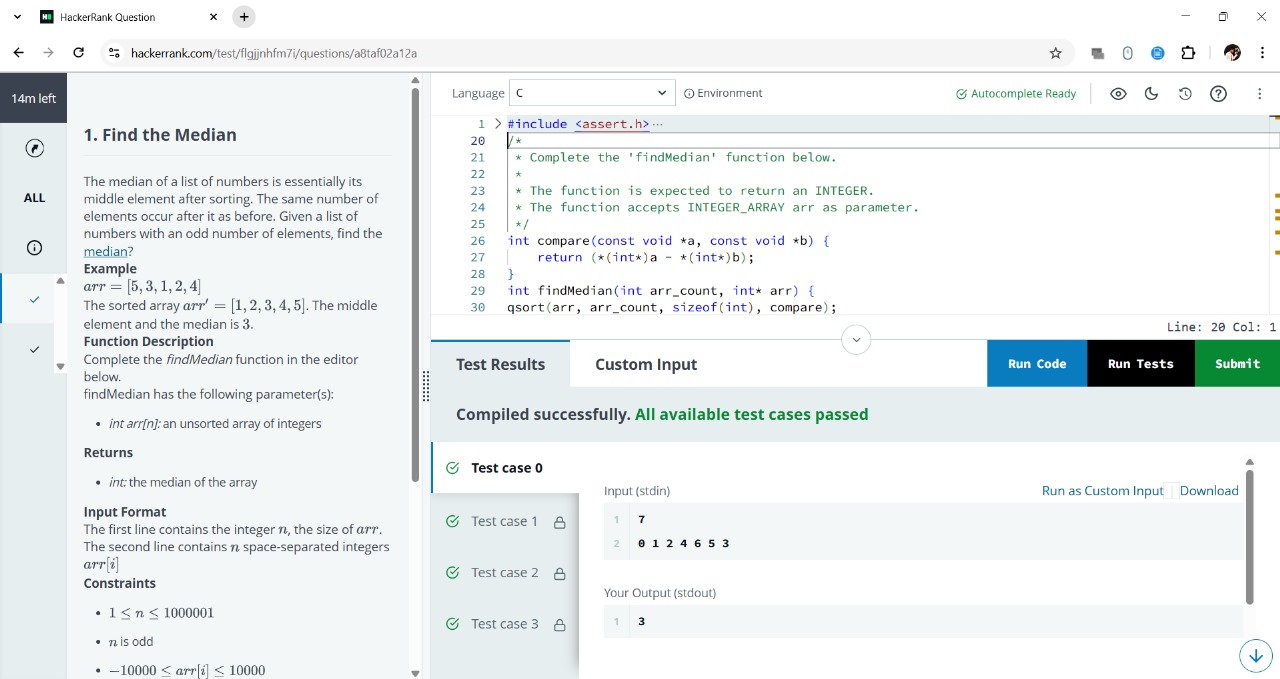 HackerRank Question
hackerrank.com/test/flgjjnhfm7i/questions/a8taf02a12a
14m left
ALL
1. Find the Median
The median of a list of numbers is essentially its
middle element after sorting. The same number of
elements occur after it as before. Given a list of
numbers with an odd number of elements, find the
median?
Example
arr = [5, 3, 1, 2, 4]
The sorted array arr′ = [1, 2, 3, 4, 5]. The middle
element and the median is 3.
Function Description
Complete the findMedian function in the editor
below.
findMedian has the following parameter(s):
• int arr[n]: an unsorted array of integers
Returns
• int: the median of the array
Input Format
The first line contains the integer n, the size of arr.
The second line contains n space-separated integers
arr[i]
Constraints
• 1 ≤ n ≤ 1000001
• n is odd
• −10000 ≤ arr[i] ≤ 10000
Language C Environment Autocomplete Ready
1 #include <assert.h> ···
20 /*
21 * Complete the 'findMedian' function below.
22 *
23 * The function is expected to return an INTEGER.
24 * The function accepts INTEGER_ARRAY arr as parameter.
25 */
26 int compare(const void *a, const void *b) {
27 return (*(int*)a - *(int*)b);
28 }
29 int findMedian(int arr_count, int* arr) {
30 qsort(arr, arr_count, sizeof(int), compare);
Line: 20 Col: 1
Test Results Custom Input Run Code Run Tests Submit
Compiled successfully. All available test cases passed
Test case 0
Test case 1
Test case 2
Test case 3
Input (stdin) Run as Custom Input Download
1 7
2 0 1 2 4 6 5 3
Your Output (stdout)
1 3